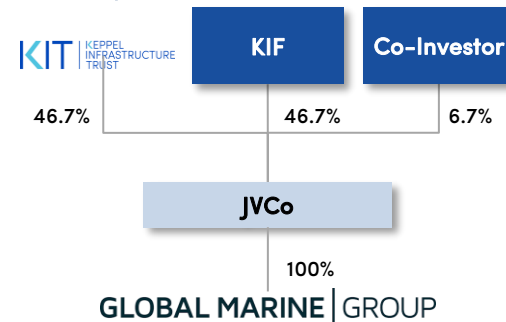 KIT
KEPPEL
INFRASTRUCTURE
TRUST
KIF
Co-Investor
46.7%
46.7%
6.7%
JVCo
100%
GLOBAL MARINE GROUP